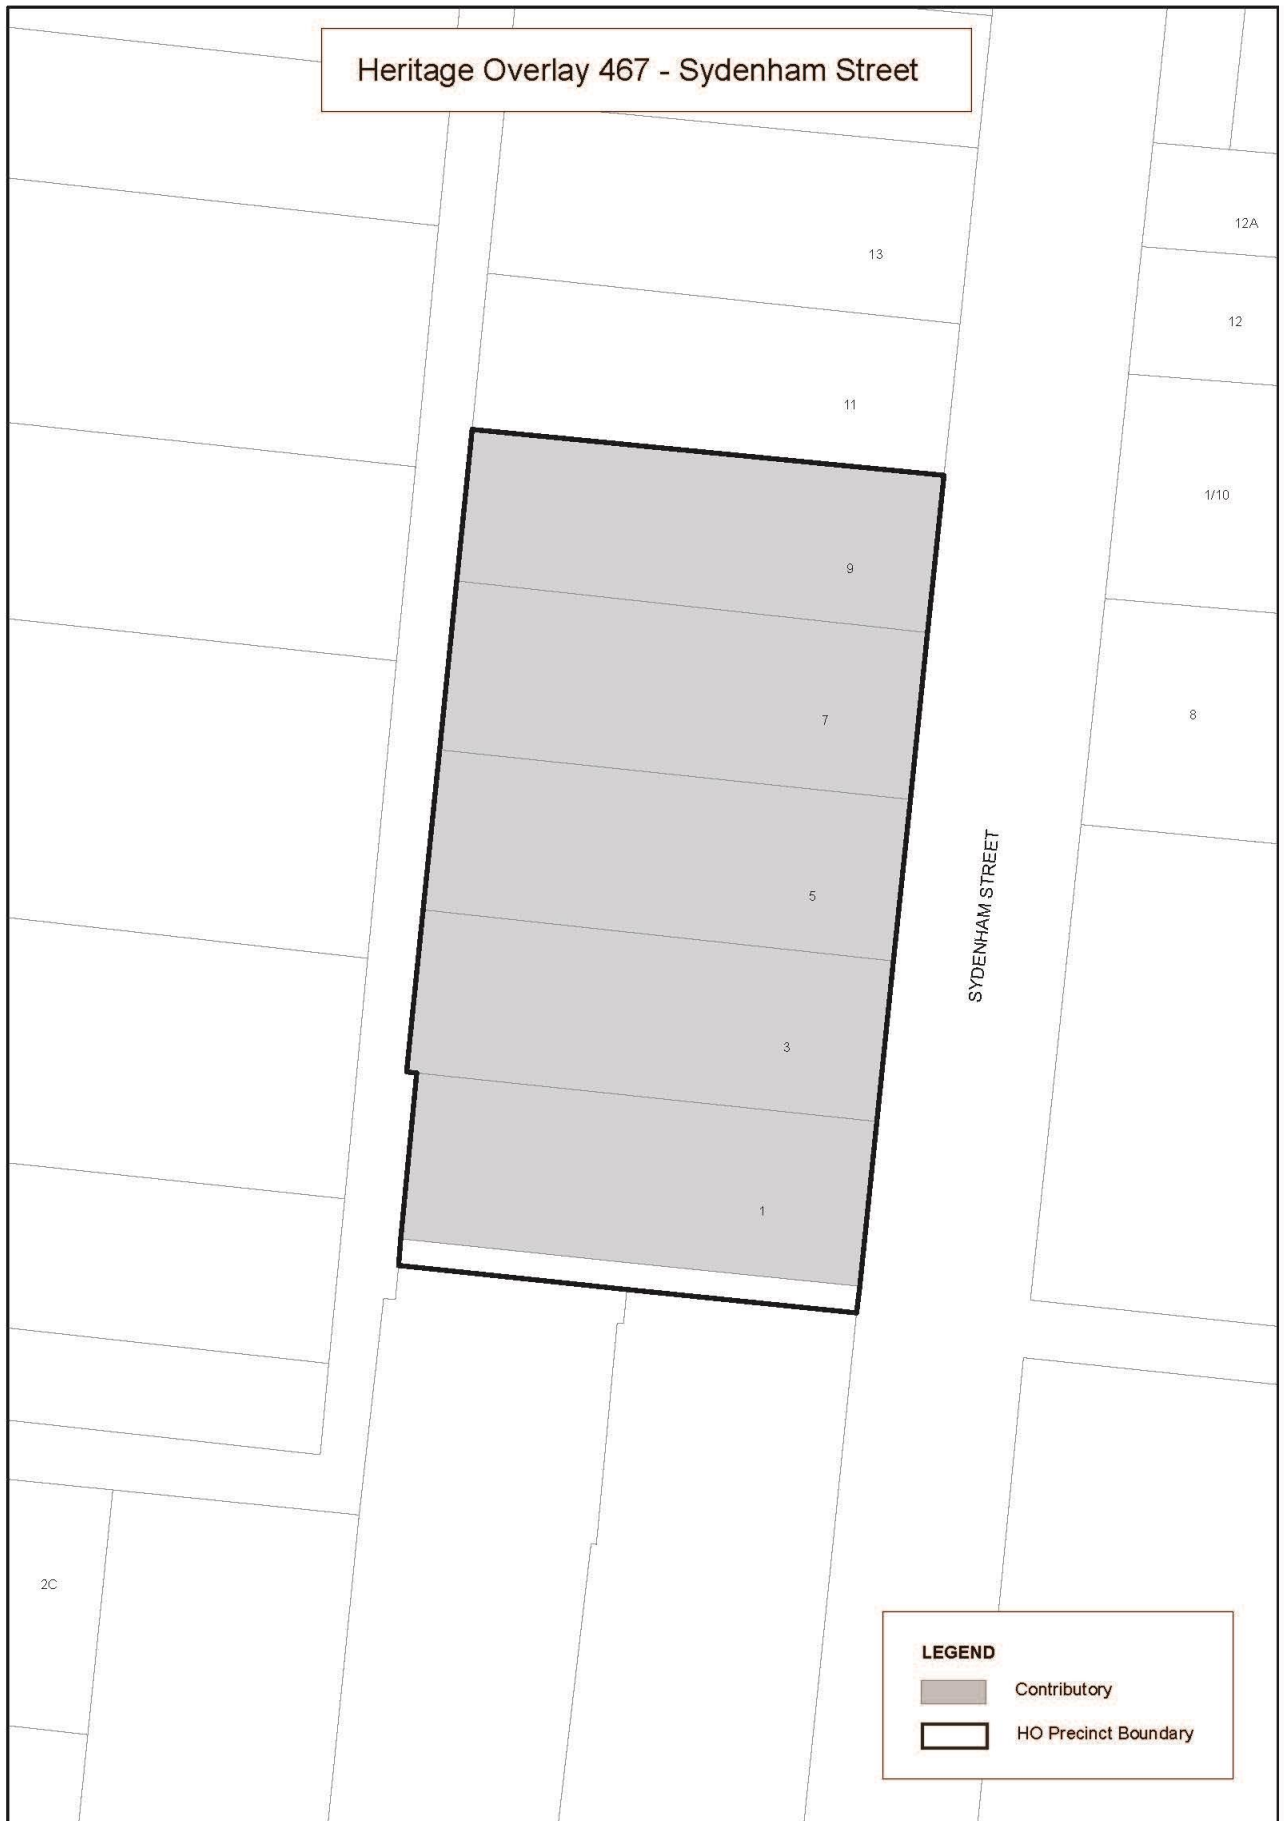 Heritage Overlay 467 - Sydenham Street
12A
13
12
11
1/10
9
8
7
5
SYDENHAM STREET
3
1
2C
LEGEND
Contributory
HO Precinct Boundary